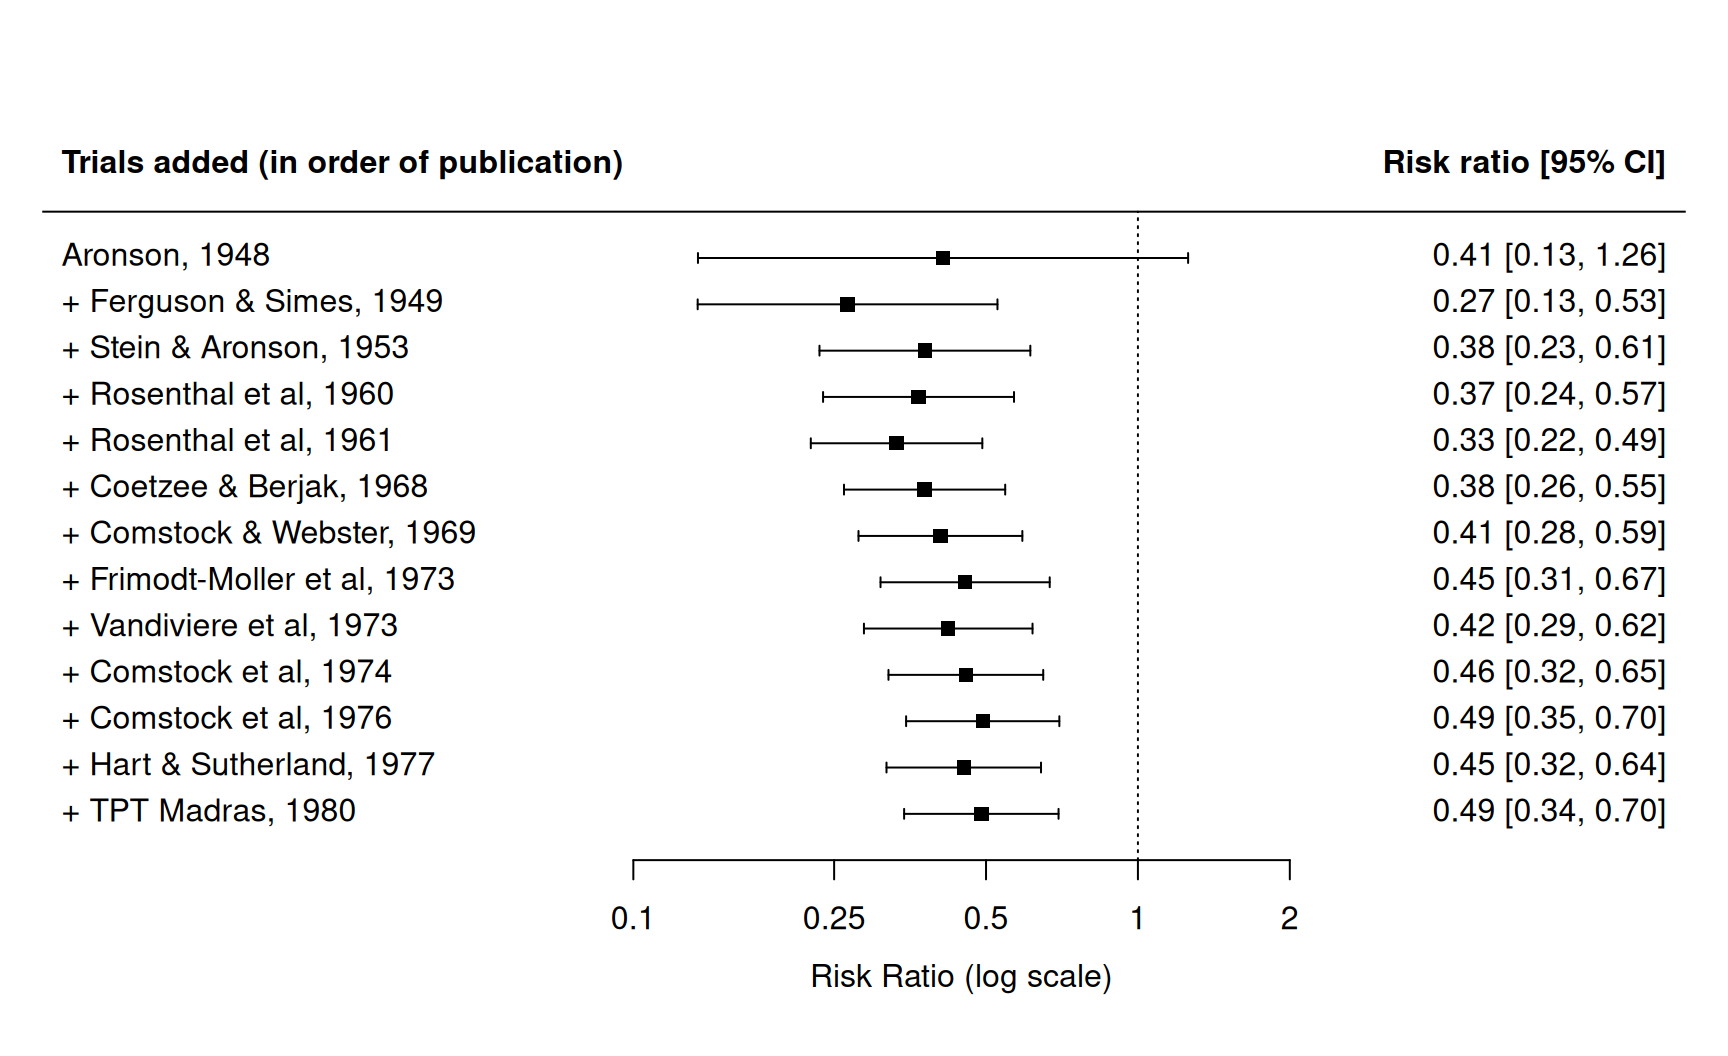 Trials added (in order of publication) Risk ratio [95% CI]
Aronson, 1948 0.41 [0.13, 1.26]
+ Ferguson & Simes, 1949 0.27 [0.13, 0.53]
+ Stein & Aronson, 1953 0.38 [0.23, 0.61]
+ Rosenthal et al, 1960 0.37 [0.24, 0.57]
+ Rosenthal et al, 1961 0.33 [0.22, 0.49]
+ Coetzee & Berjak, 1968 0.38 [0.26, 0.55]
+ Comstock & Webster, 1969 0.41 [0.28, 0.59]
+ Frimodt-Moller et al, 1973 0.45 [0.31, 0.67]
+ Vandiviere et al, 1973 0.42 [0.29, 0.62]
+ Comstock et al, 1974 0.46 [0.32, 0.65]
+ Comstock et al, 1976 0.49 [0.35, 0.70]
+ Hart & Sutherland, 1977 0.45 [0.32, 0.64]
+ TPT Madras, 1980 0.49 [0.34, 0.70]
0.1 0.25 0.5 1 2
Risk Ratio (log scale)